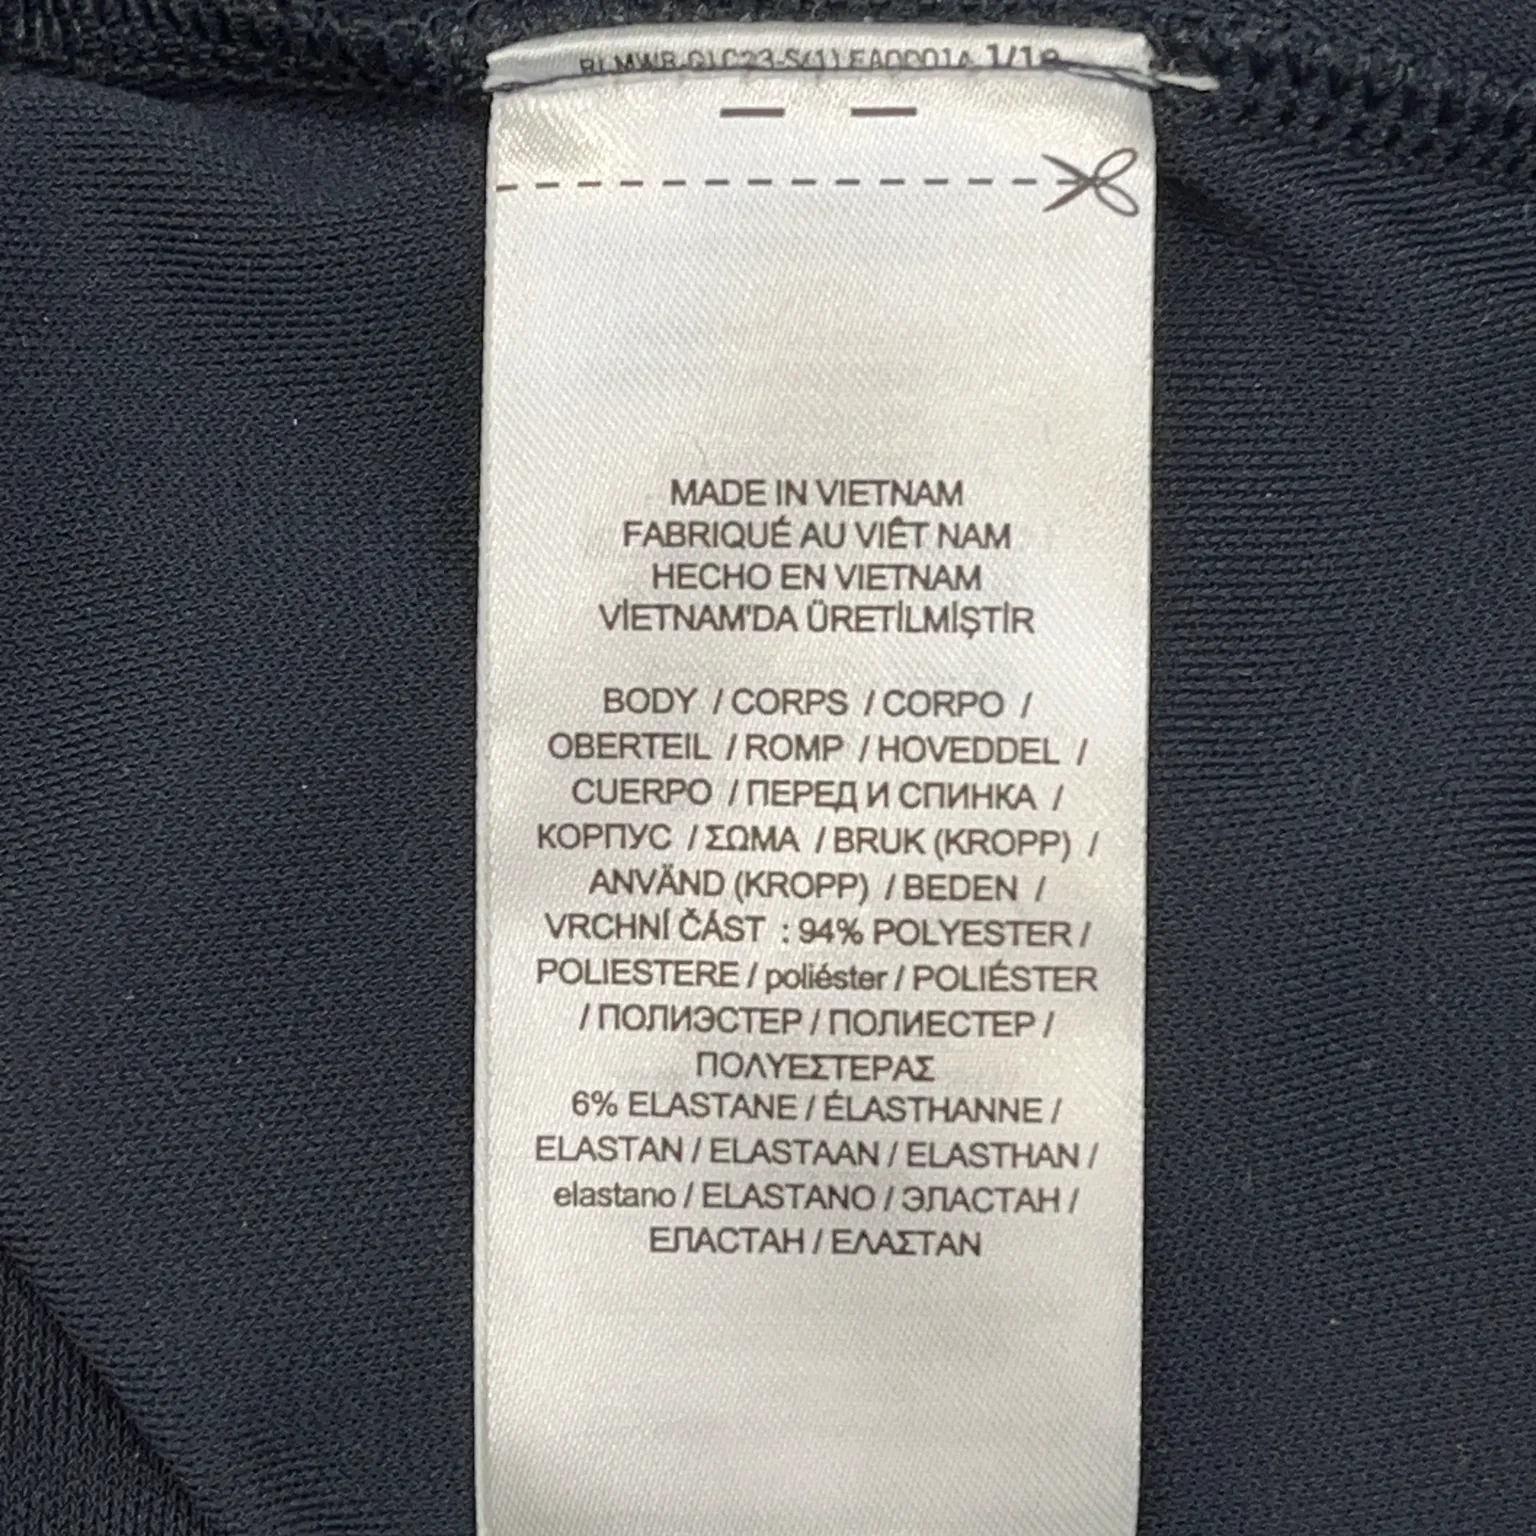 MADE IN VIETNAM
FABRIQUÉ AU VIÊT NAM
HECHO EN VIETNAM
VİETNAM'DA ÜRETİLMİŞTİR
BODY / CORPS / CORPO /
OBERTEIL / ROMP / HOVEDDEL /
CUERPO / ПЕРЕД И СПИНКА /
КОРПУС / ΣΩΜΑ / BRUK (KROPP) /
ANVÄND (KROPP) / BEDEN /
VRCHNÍ ČÁST : 94% POLYESTER /
POLIESTERE / poliéster / POLIÉSTER
/ ПОЛИЭСТЕР / ПОЛИЕСТЕР /
ΠΟΛΥΕΣΤΕΡΑΣ
6% ELASTANE / ÉLASTHANNE /
ELASTAN / ELASTAAN / ELASTHAN /
elastano / ELASTANO / ЭЛАСТАН /
ЕЛАСТАН / ΕΛΑΣΤΑΝ